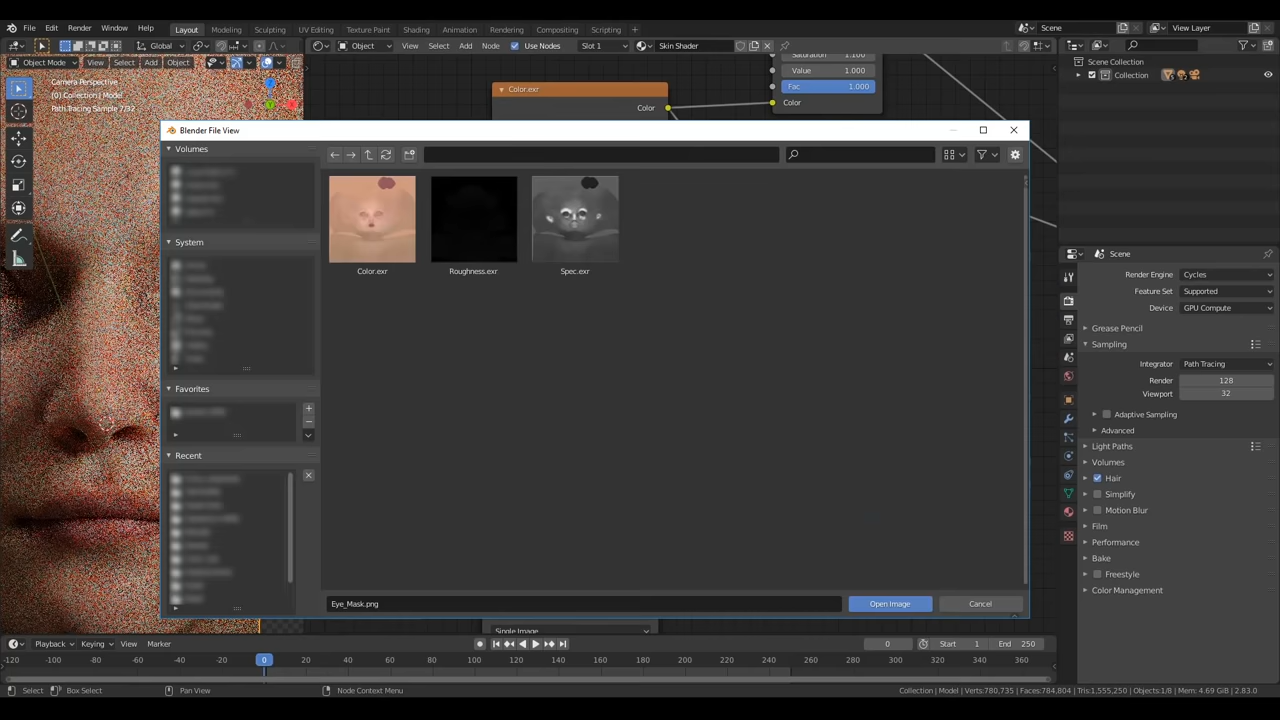 File Edit Render Window Help Layout Modeling Sculpting UV Editing Texture Paint Shading Animation Rendering Compositing Scripting Scene View Layer
Global Object View Select Add Node Use Nodes Slot 1 Skin Shader
Object Mode View Select Add Object
Camera Perspective
(0) Collection | Model
Path Tracing Sample 7/32
Saturation 1.100
Value 1.000
Fac 1.000
Color
Color.exr
Color
Scene Collection
Collection
Blender File View
Volumes
System
Favorites
Recent
Color.exr
Roughness.exr
Spec.exr
Eye_Mask.png
Open Image
Cancel
Single Image
Scene
Render Engine Cycles
Feature Set Supported
Device GPU Compute
Grease Pencil
Sampling
Integrator Path Tracing
Render 128
Viewport 32
Adaptive Sampling
Advanced
Light Paths
Volumes
Hair
Simplify
Motion Blur
Film
Performance
Bake
Freestyle
Color Management
Playback Keying View Marker 0 Start 1 End 250
-120 -100 -80 -60 -40 -20 0 20 40 60 80 100 120 140 160 180 200 220 240 260 280 300 320 340 360
Select Box Select Pan View Node Context Menu Collection | Model | Verts:780,735 | Faces:784,804 | Tris:1,555,250 | Objects:1/8 | Mem: 4.69 GiB | 2.83.0